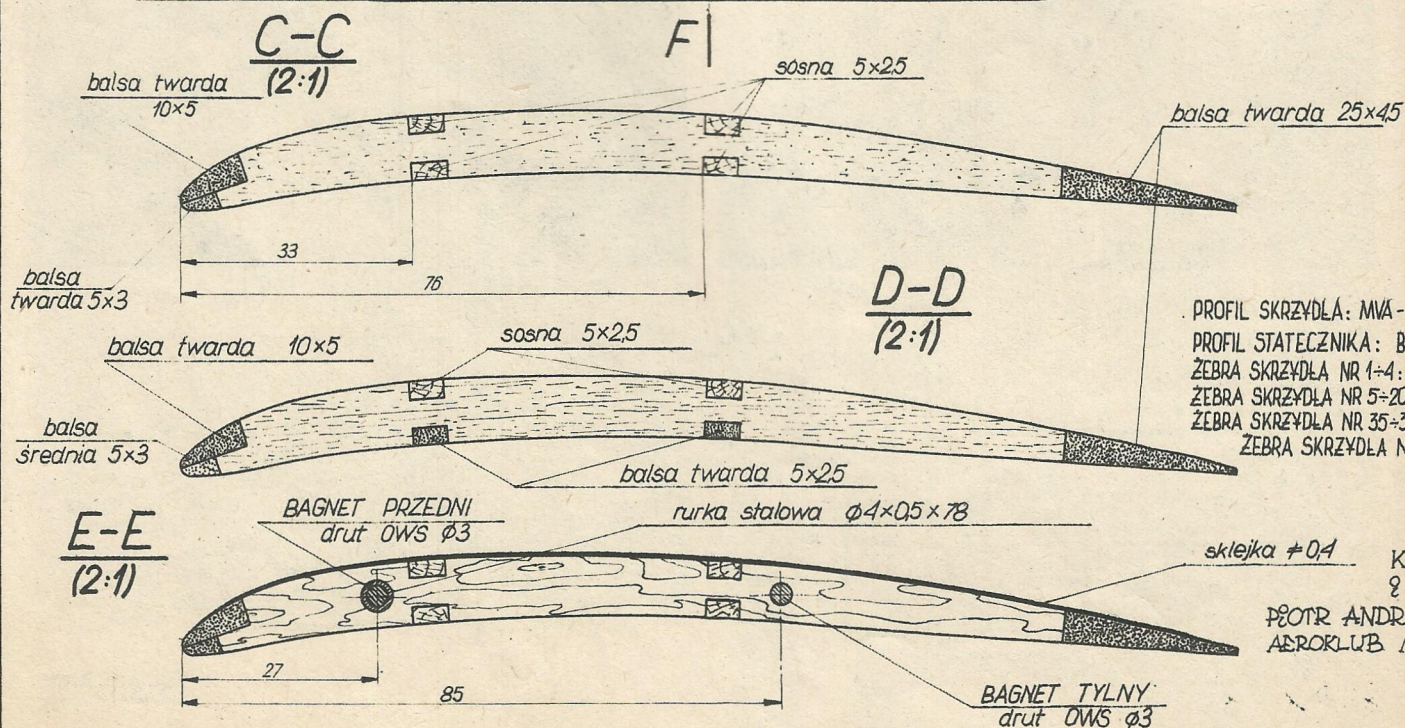 C-C
(2:1)
F
balsa twarda
10×5
sosna 5×2,5
balsa twarda 25×4,5
33
76
balsa
twarda 5×3
D-D
(2:1)
balsa twarda 10×5
sosna 5×2,5
balsa
średnia 5×3
balsa twarda 5×2,5
PROFIL SKRZYDŁA: MVA-
PROFIL STATECZNIKA: B
ŻEBRA SKRZYDŁA NR 1÷4:
ŻEBRA SKRZYDŁA NR 5÷20
ŻEBRA SKRZYDŁA NR 35÷3
ŻEBRA SKRZYDŁA N
E-E
(2:1)
BAGNET PRZEDNI
drut OWS ϕ3
rurka stalowa ϕ4×0,5×78
sklejka ≠0,4
27
85
BAGNET TYLNY
drut OWS ϕ3
K
PIOTR ANDR
AEROKLUB